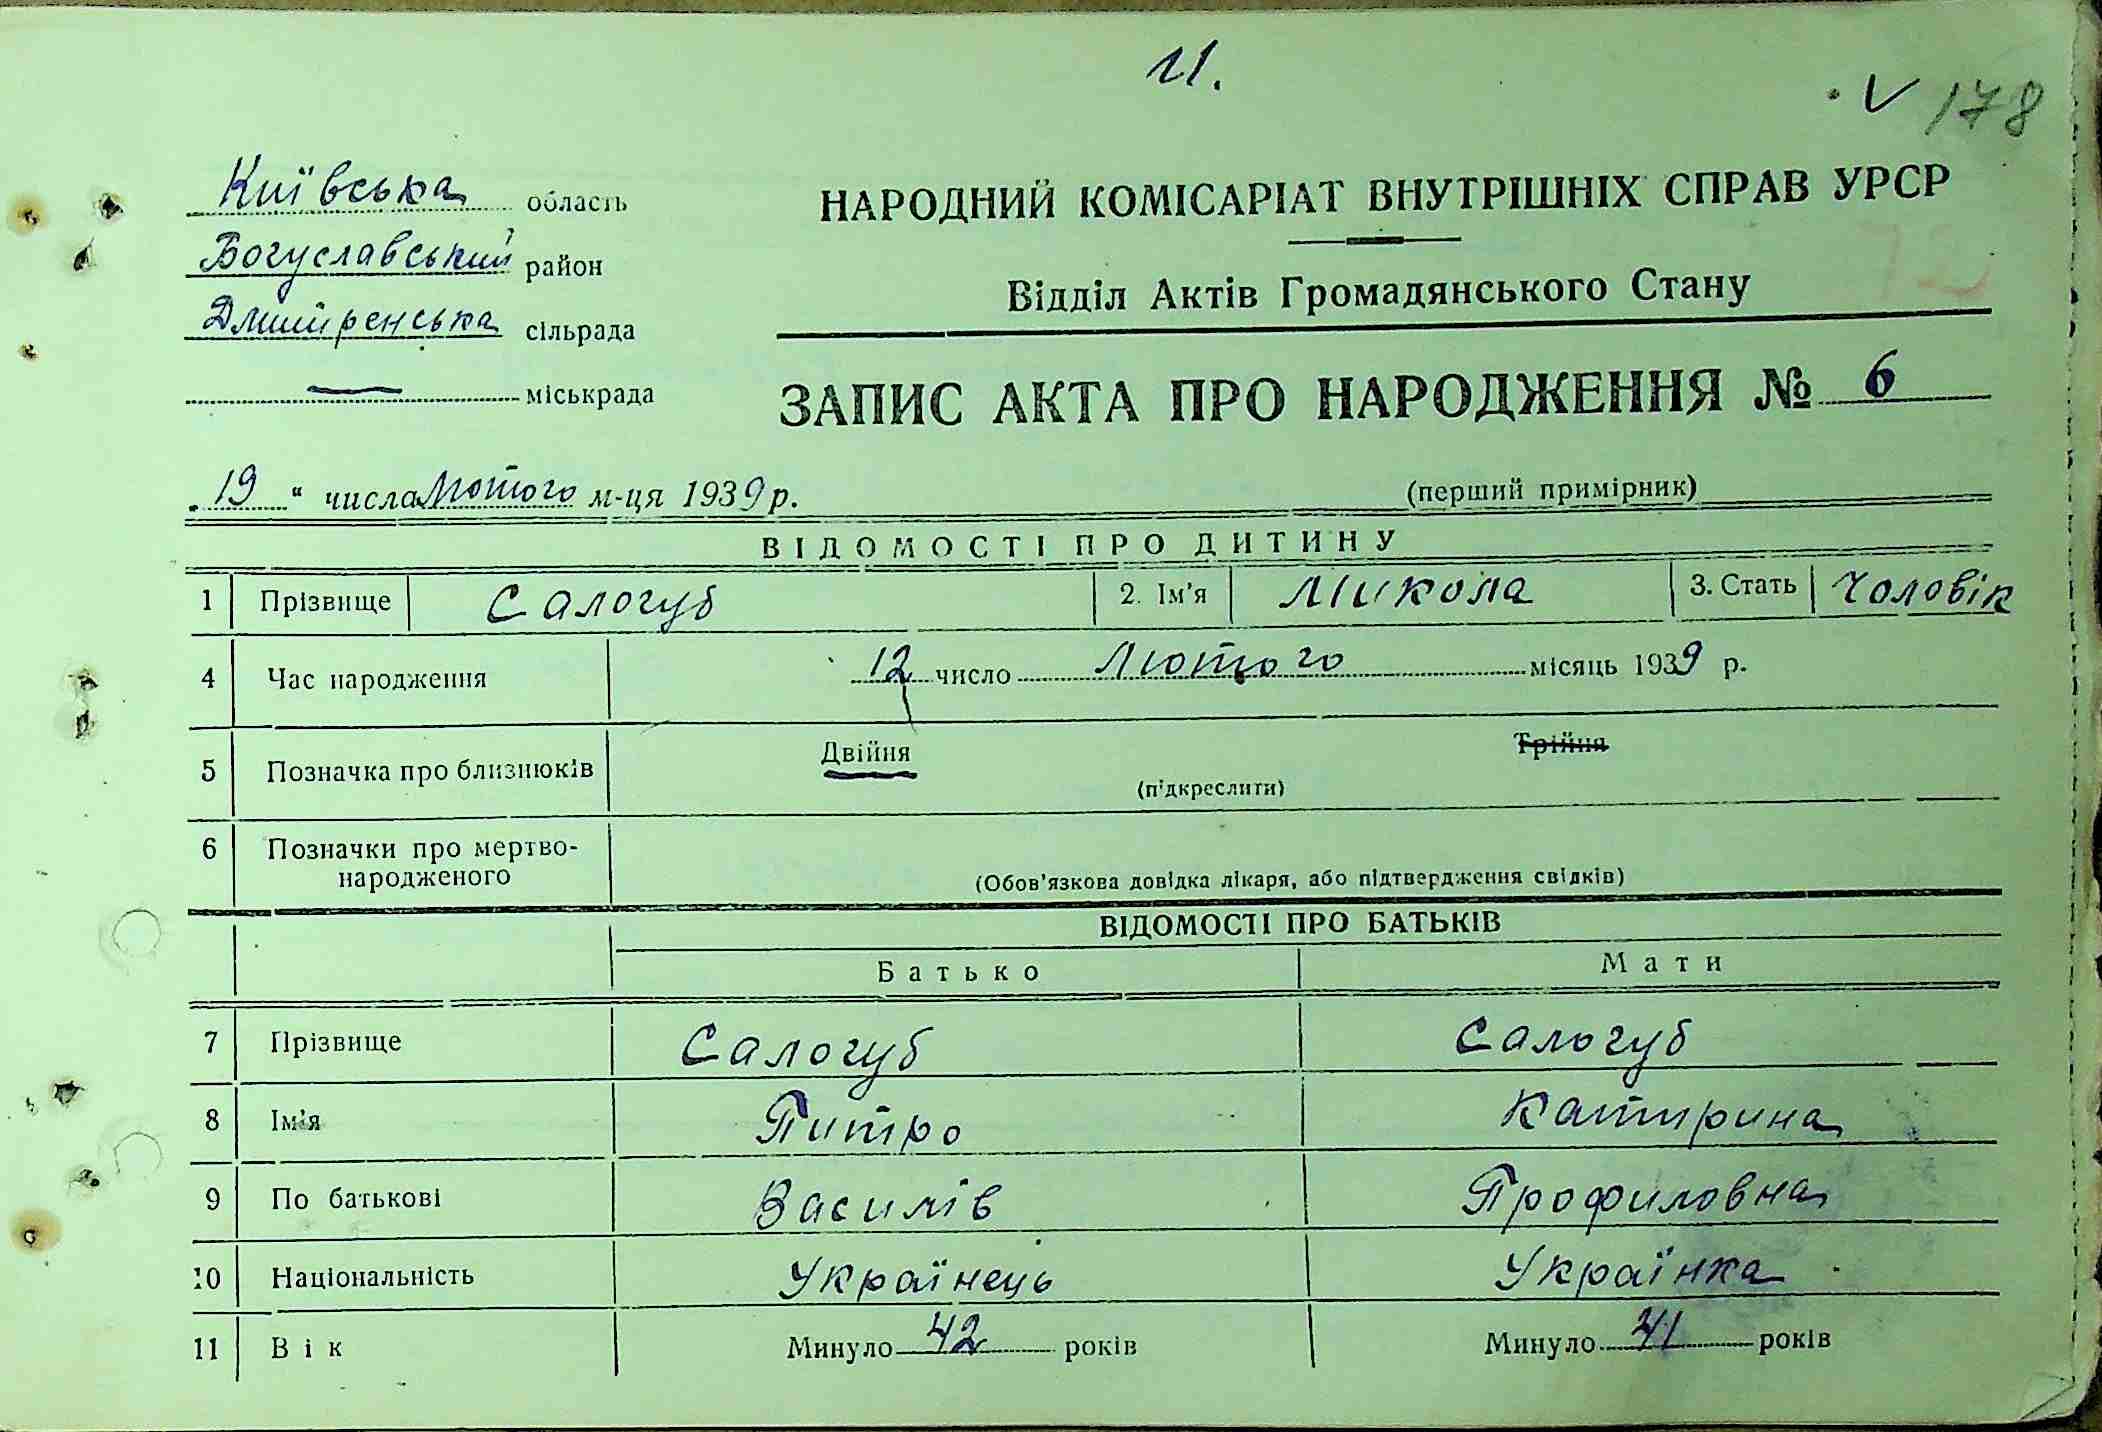 И.
V 178
Київська область
Богуславський район
Дмитренська сільрада
— міськрада
НАРОДНИЙ КОМІСАРІАТ ВНУТРІШНІХ СПРАВ УРСР
Відділ Актів Громадянського Стану
ЗАПИС АКТА ПРО НАРОДЖЕННЯ № 6
„19“ числа Лютого м-ця 1939 р.
(перший примірник)
ВІДОМОСТІ ПРО ДИТИНУ
1 Прізвище Салогуб 2. Ім'я Микола 3. Стать Чоловік
4 Час народження 12 число Лютого місяць 1939 р.
5 Позначка про близнюків Двійня Трійня
(підкреслити)
6 Позначки про мертво-
народженого
(Обов'язкова довідка лікаря, або підтвердження свідків)
ВІДОМОСТІ ПРО БАТЬКІВ
Батько Мати
7 Прізвище Салогуб Салогуб
8 Ім'я Питро Катирина
9 По батькові Василів Профиловна
10 Національність Українець Українка
11 Вік Минуло 42 років Минуло 41 років